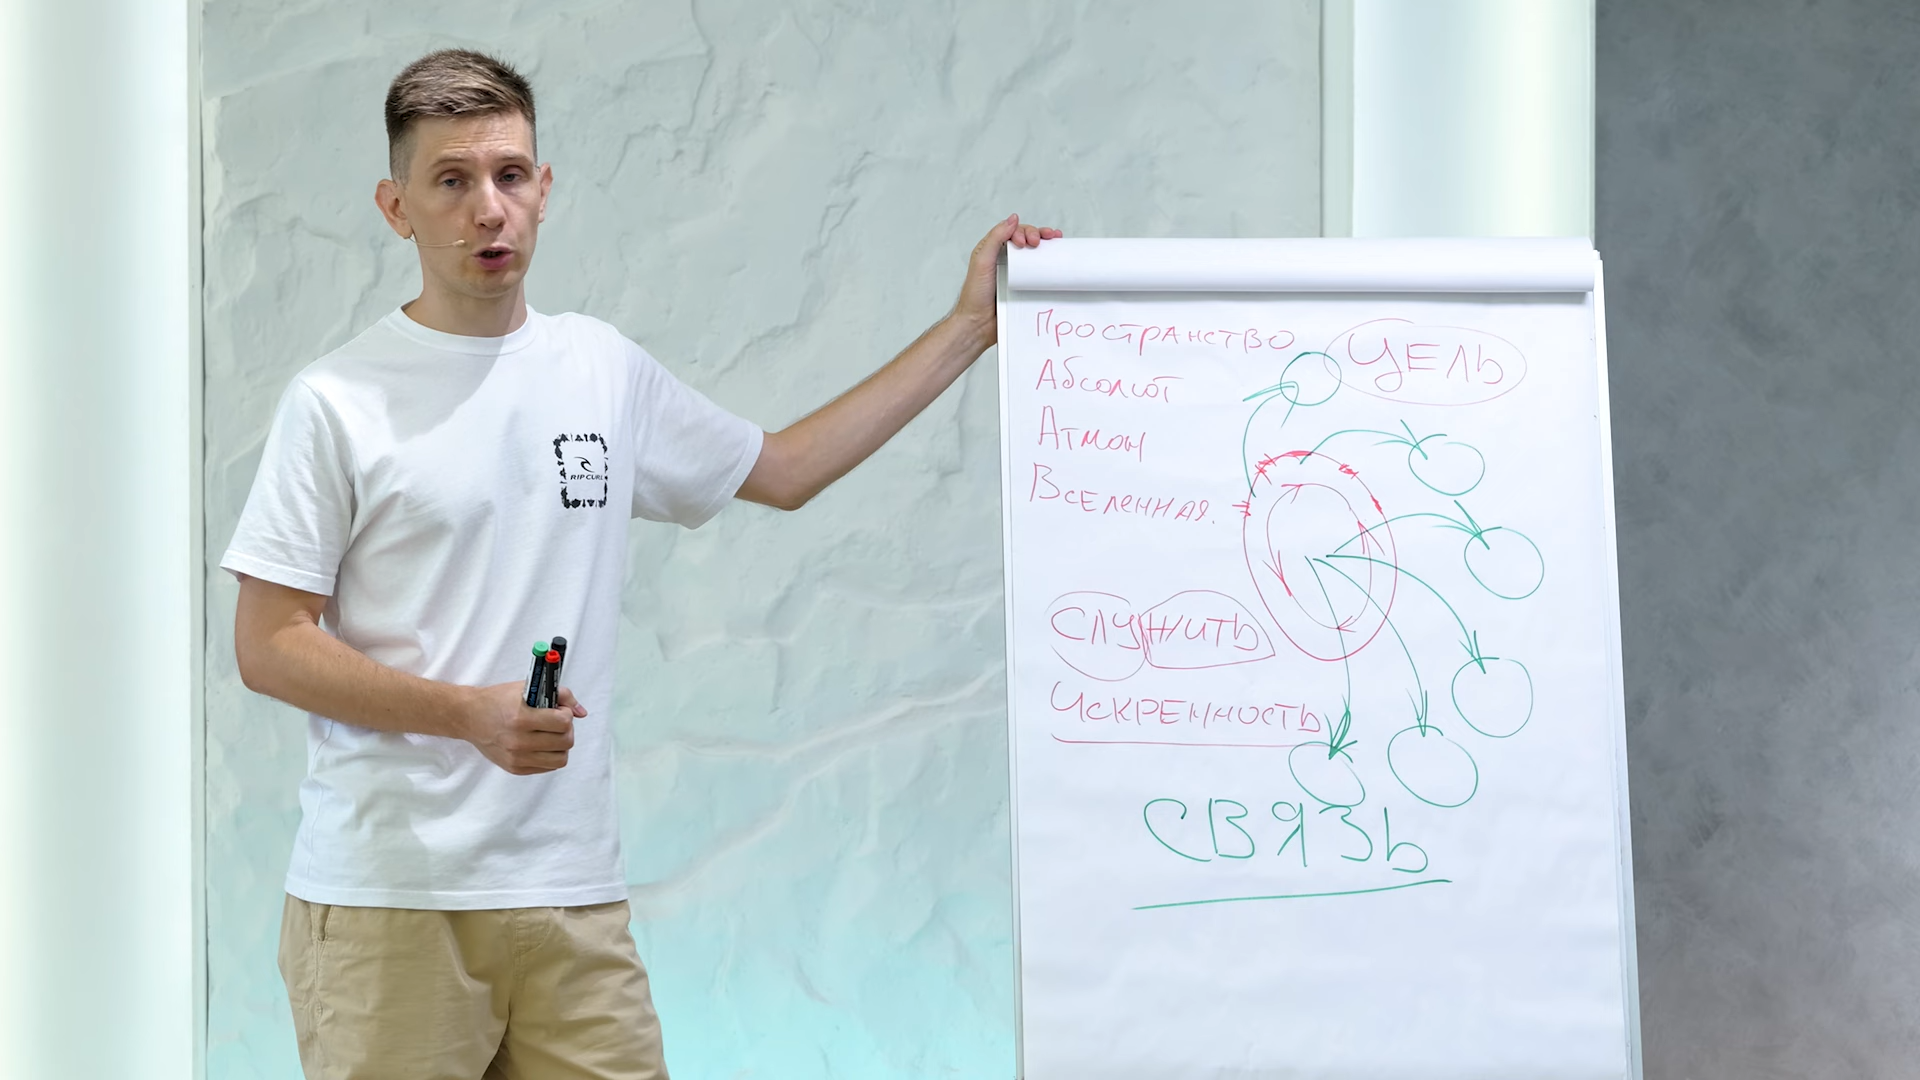 Пространство
ЦЕЛЬ
Абсолют
Атман
Вселенная.
СЛУЖИТЬ
ИСКРЕННОСТЬ
СВЯЗЬ
RIP CURL